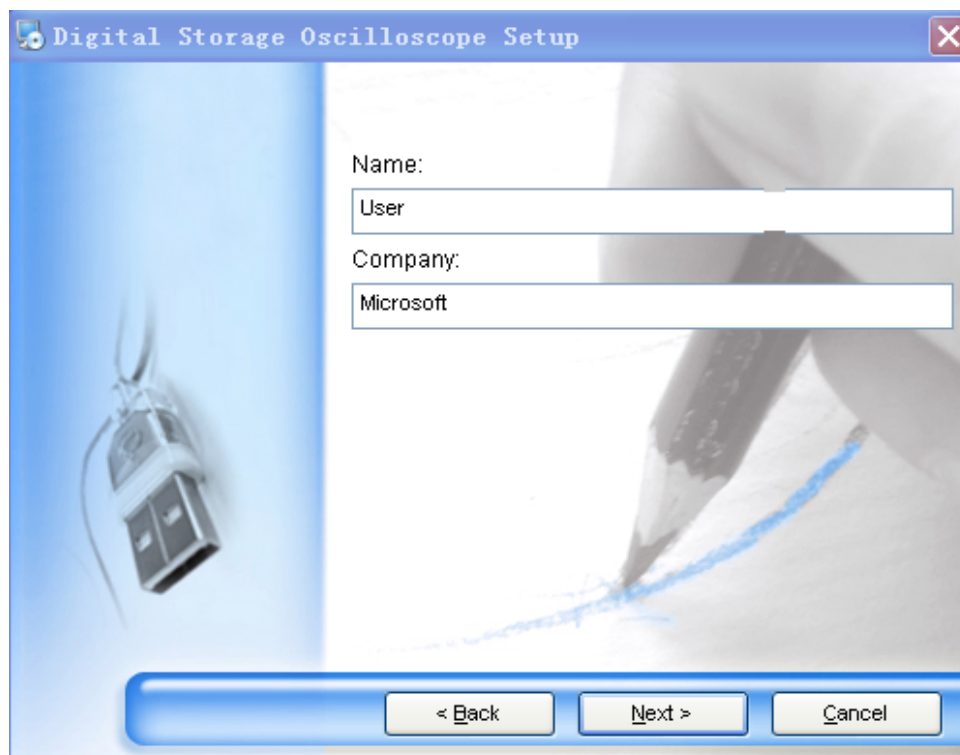 Digital Storage Oscilloscope Setup
Name:
User
Company:
Microsoft
< Back Next > Cancel